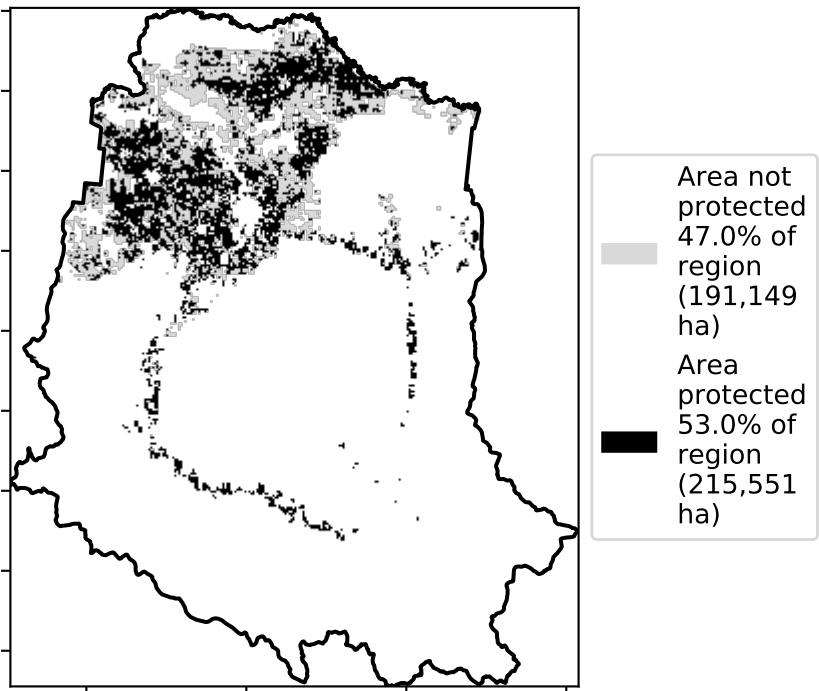 Area not
protected
47.0% of
region
(191,149
ha)
Area
protected
53.0% of
region
(215,551
ha)